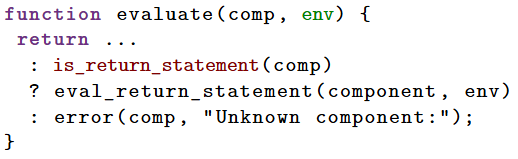 function evaluate(comp, env) {
return ...
: is_return_statement(comp)
? eval_return_statement(component, env)
: error(comp, "Unknown component:");
}